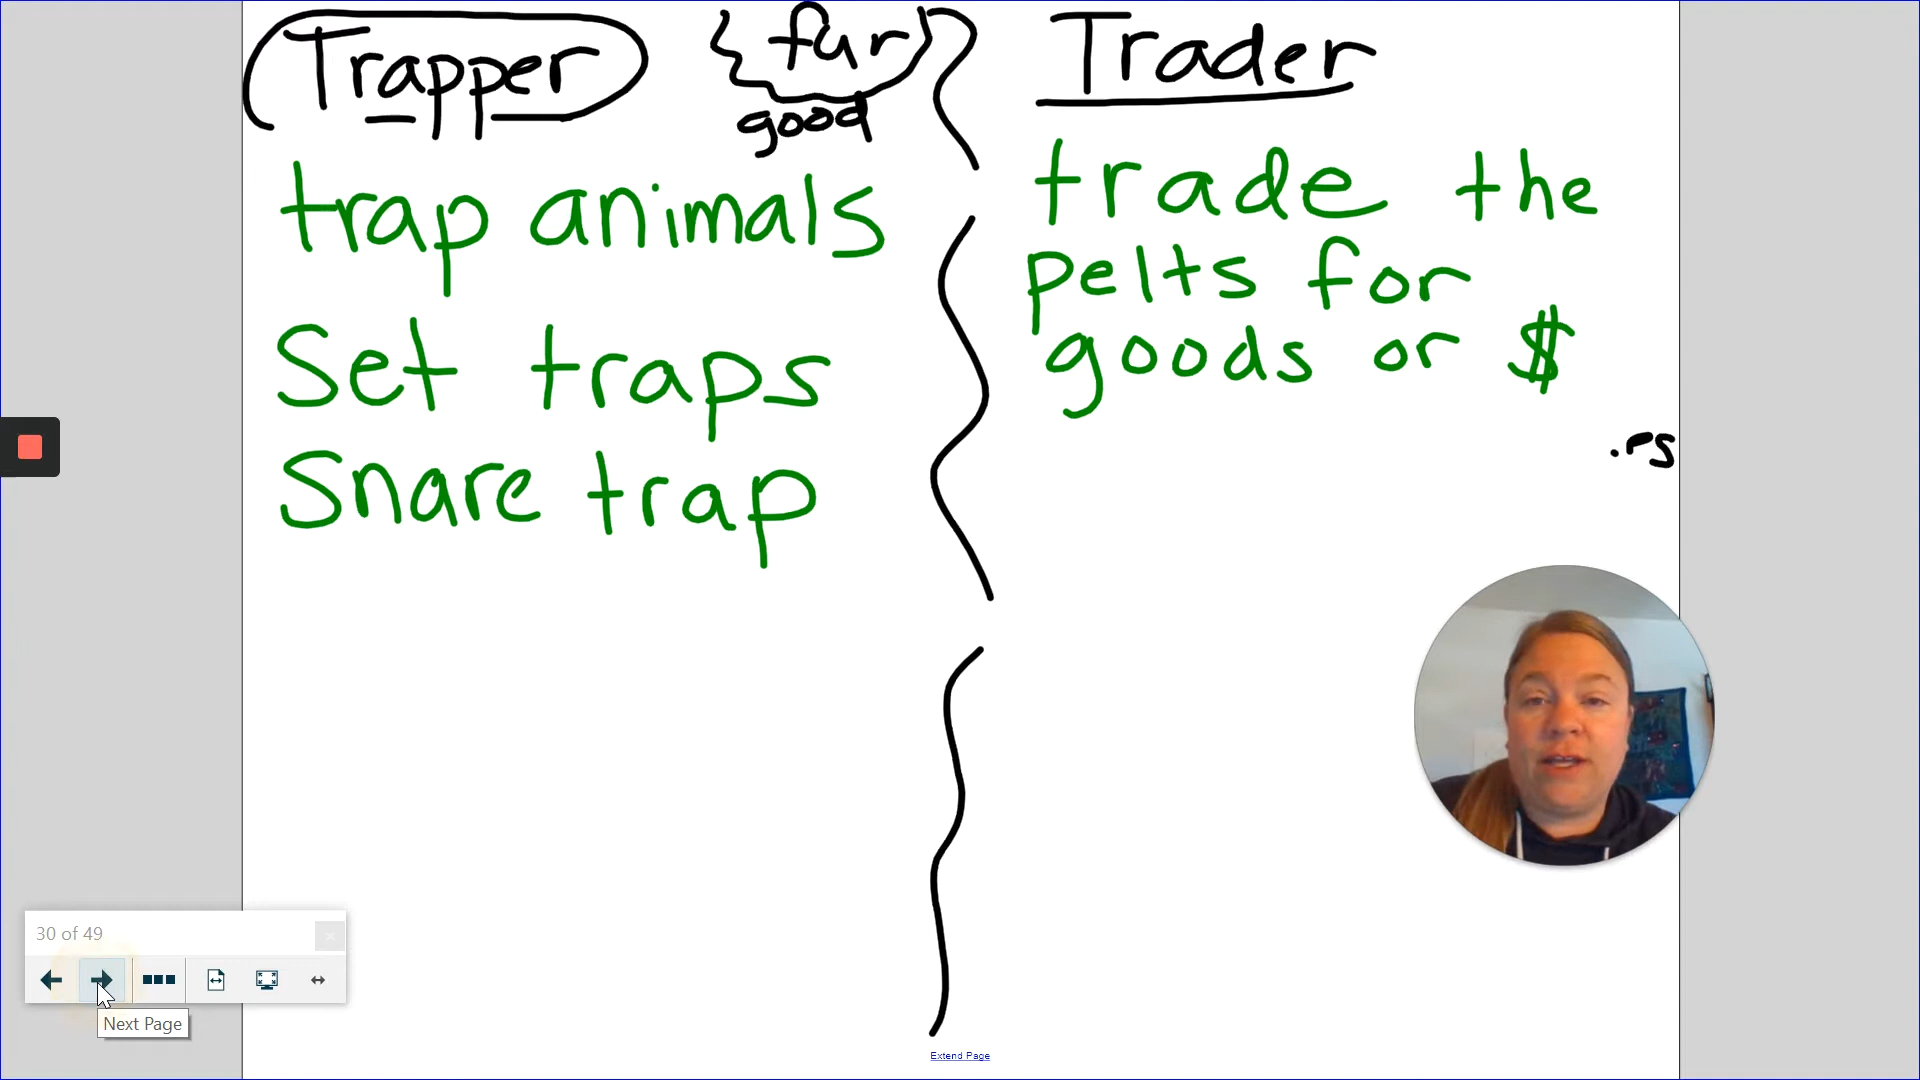 Trapper {fur} Trader
good
trap animals
Set traps
Snare trap
trade the
pelts for
goods or $
30 of 49
Next Page
Extend Page